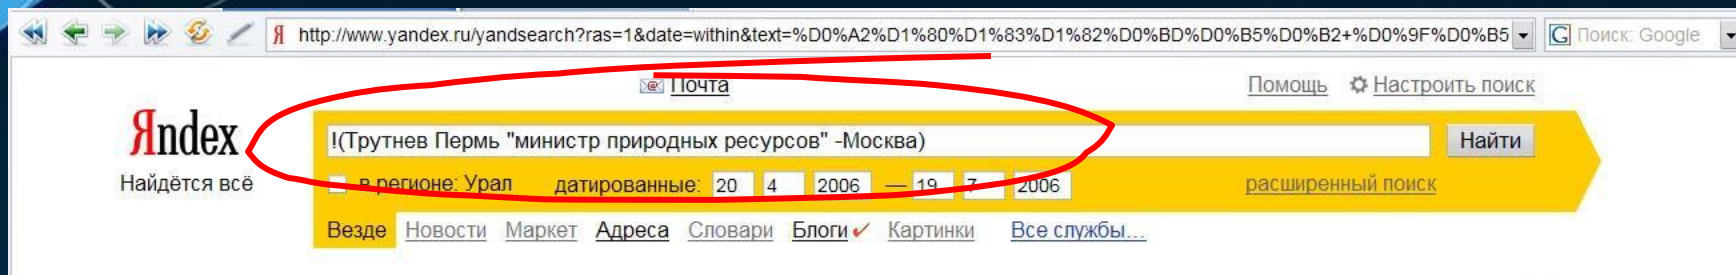 http://www.yandex.ru/yandsearch?ras=1&date=within&text=%D0%A2%D1%80%D1%83%D1%82%D0%BD%D0%B5%D0%B2+%D0%9F%D0%B5 G Поиск: Google
Почта Помощь Настроить поиск
Яndex !(Трутнев Пермь "министр природных ресурсов" -Москва) Найти
Найдётся всё в регионе: Урал датированные: 20 4 2006 — 19 7 2006 расширенный поиск
Везде Новости Маркет Адреса Словари Блоги Картинки Все службы...